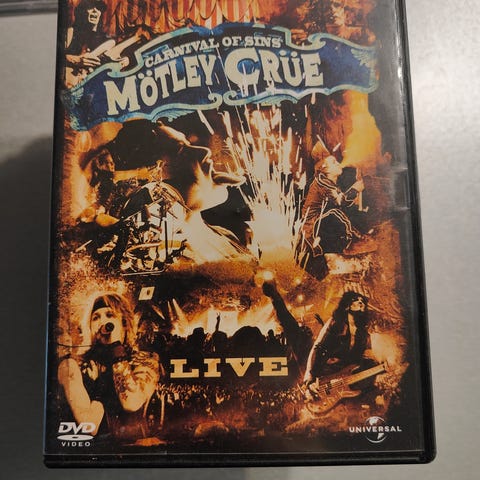 CARNIVAL OF SINS
MÖTLEY CRÜE
LIVE
DVD
VIDEO
UNIVERSAL